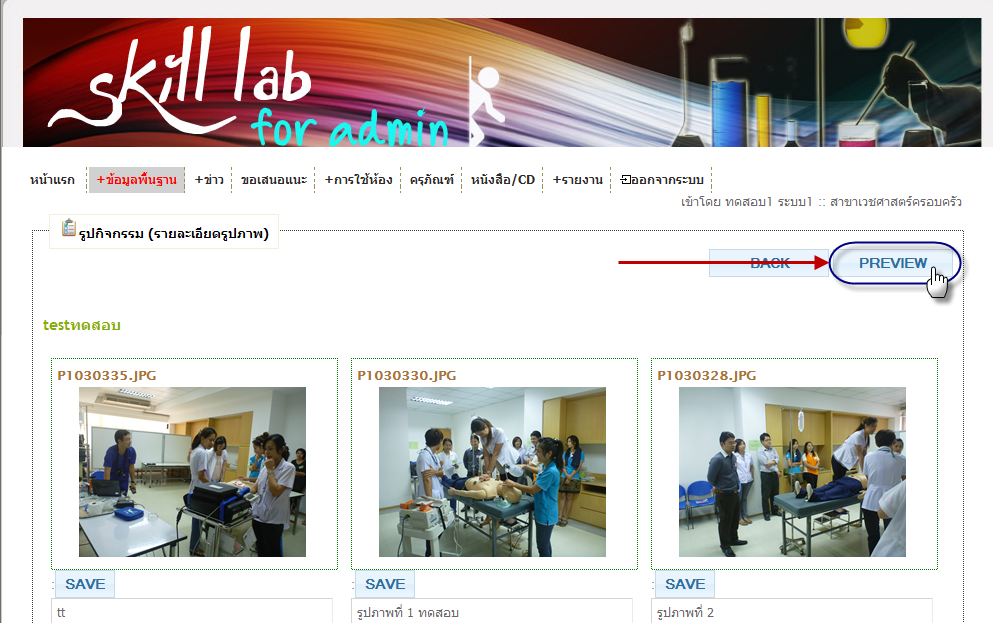 skill lab
for admin
หน้าแรก +ข้อมูลพื้นฐาน +ข่าว ขอเสนอแนะ +การใช้ห้อง ครุภัณฑ์ หนังสือ/CD +รายงาน ออกจากระบบ
เข้าโดย ทดสอบ1 ระบบ1 :: สาขาเวชศาสตร์ครอบครัว
รูปกิจกรรม (รายละเอียดรูปภาพ)
BACK PREVIEW
testทดสอบ
P1030335.JPG P1030330.JPG P1030328.JPG
: SAVE : SAVE : SAVE
tt รูปภาพที่ 1 ทดสอบ รูปภาพที่ 2